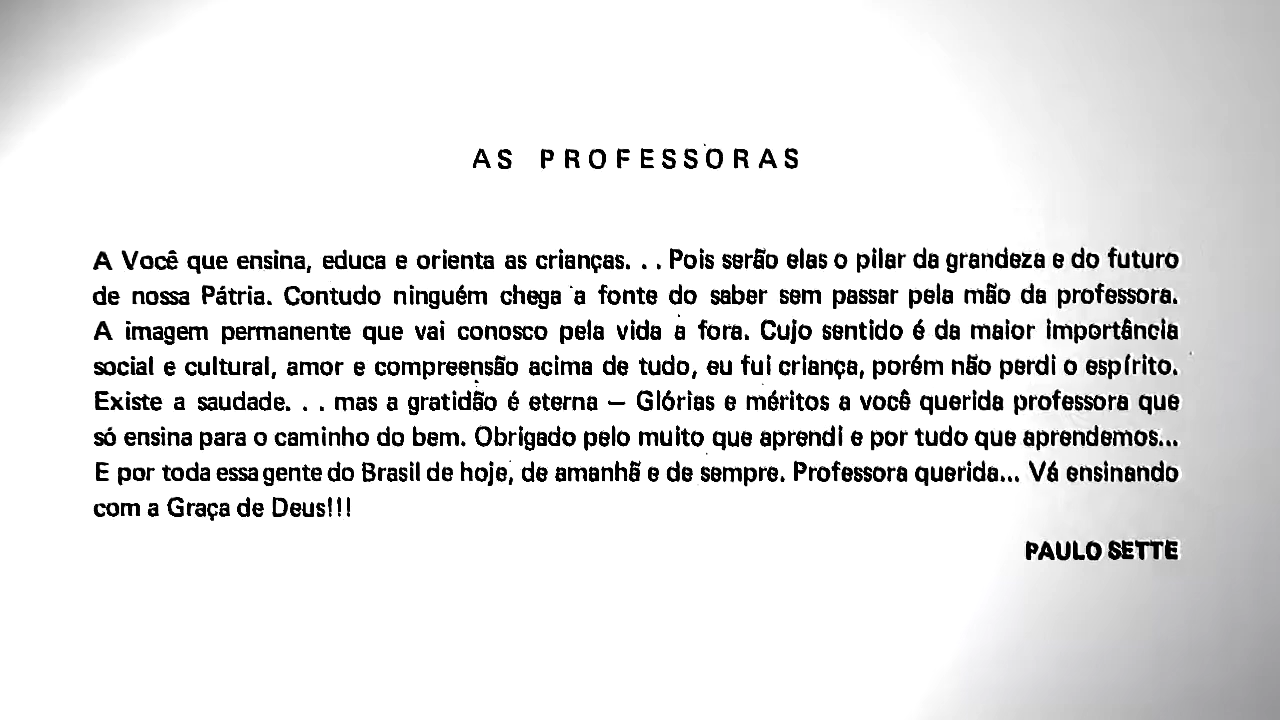 AS PROFESSORAS
A Você que ensina, educa e orienta as crianças. . . Pois serão elas o pilar da grandeza e do futuro
de nossa Pátria. Contudo ninguém chega a fonte do saber sem passar pela mão da professora.
A imagem permanente que vai conosco pela vida a fora. Cujo sentido é da maior importância
social e cultural, amor e compreensão acima de tudo, eu fui criança, porém não perdi o espírito.
Existe a saudade. . . mas a gratidão é eterna — Glórias e méritos a você querida professora que
só ensina para o caminho do bem. Obrigado pelo muito que aprendi e por tudo que aprendemos...
E por toda essa gente do Brasil de hoje, de amanhã e de sempre. Professora querida... Vá ensinando
com a Graça de Deus!!!
PAULO SETTE